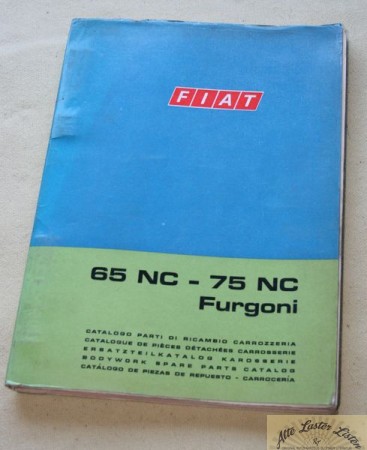 FIAT
65 NC - 75 NC
Furgoni
CATALOGO PARTI DI RICAMBIO CARROZZERIA
CATALOGUE DE PIÈCES DÉTACHÉES CARROSSERIE
ERSATZTEILKATALOG KAROSSERIE
BODYWORK SPARE PARTS CATALOG
CATÁLOGO DE PIEZAS DE REPUESTO - CARROCERÍA
Alte Laster Listen